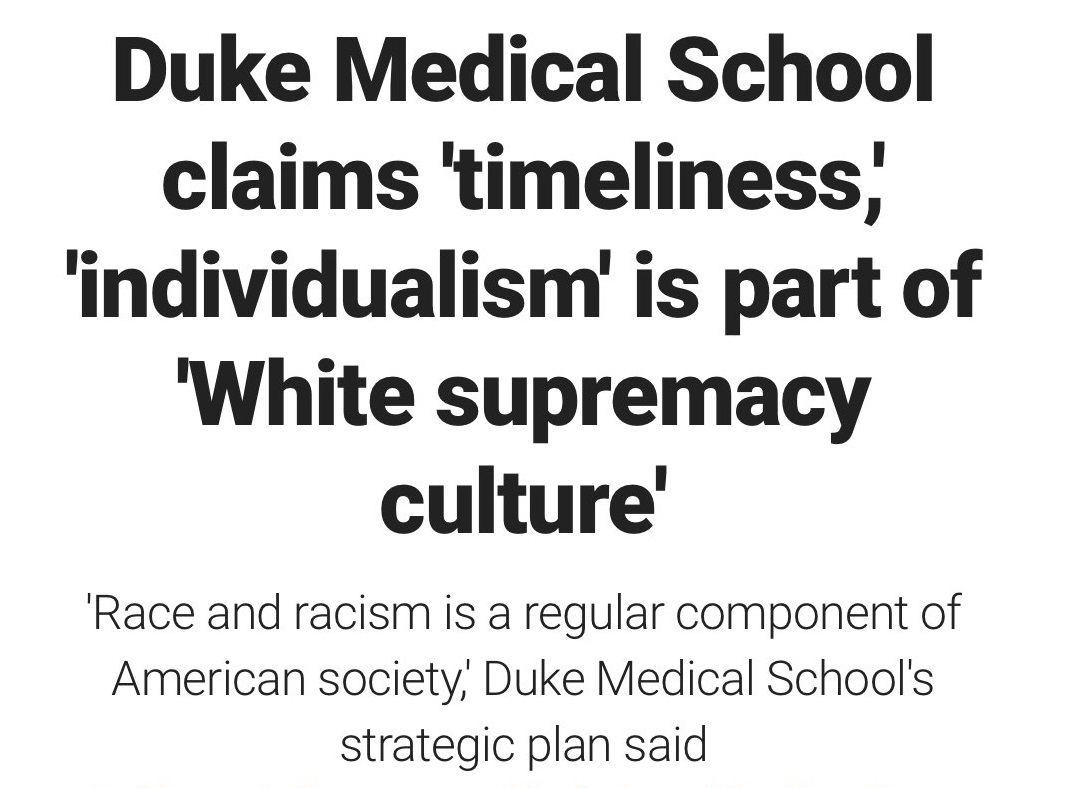 Duke Medical School
claims 'timeliness,'
'individualism' is part of
'White supremacy
culture'
'Race and racism is a regular component of
American society,' Duke Medical School's
strategic plan said